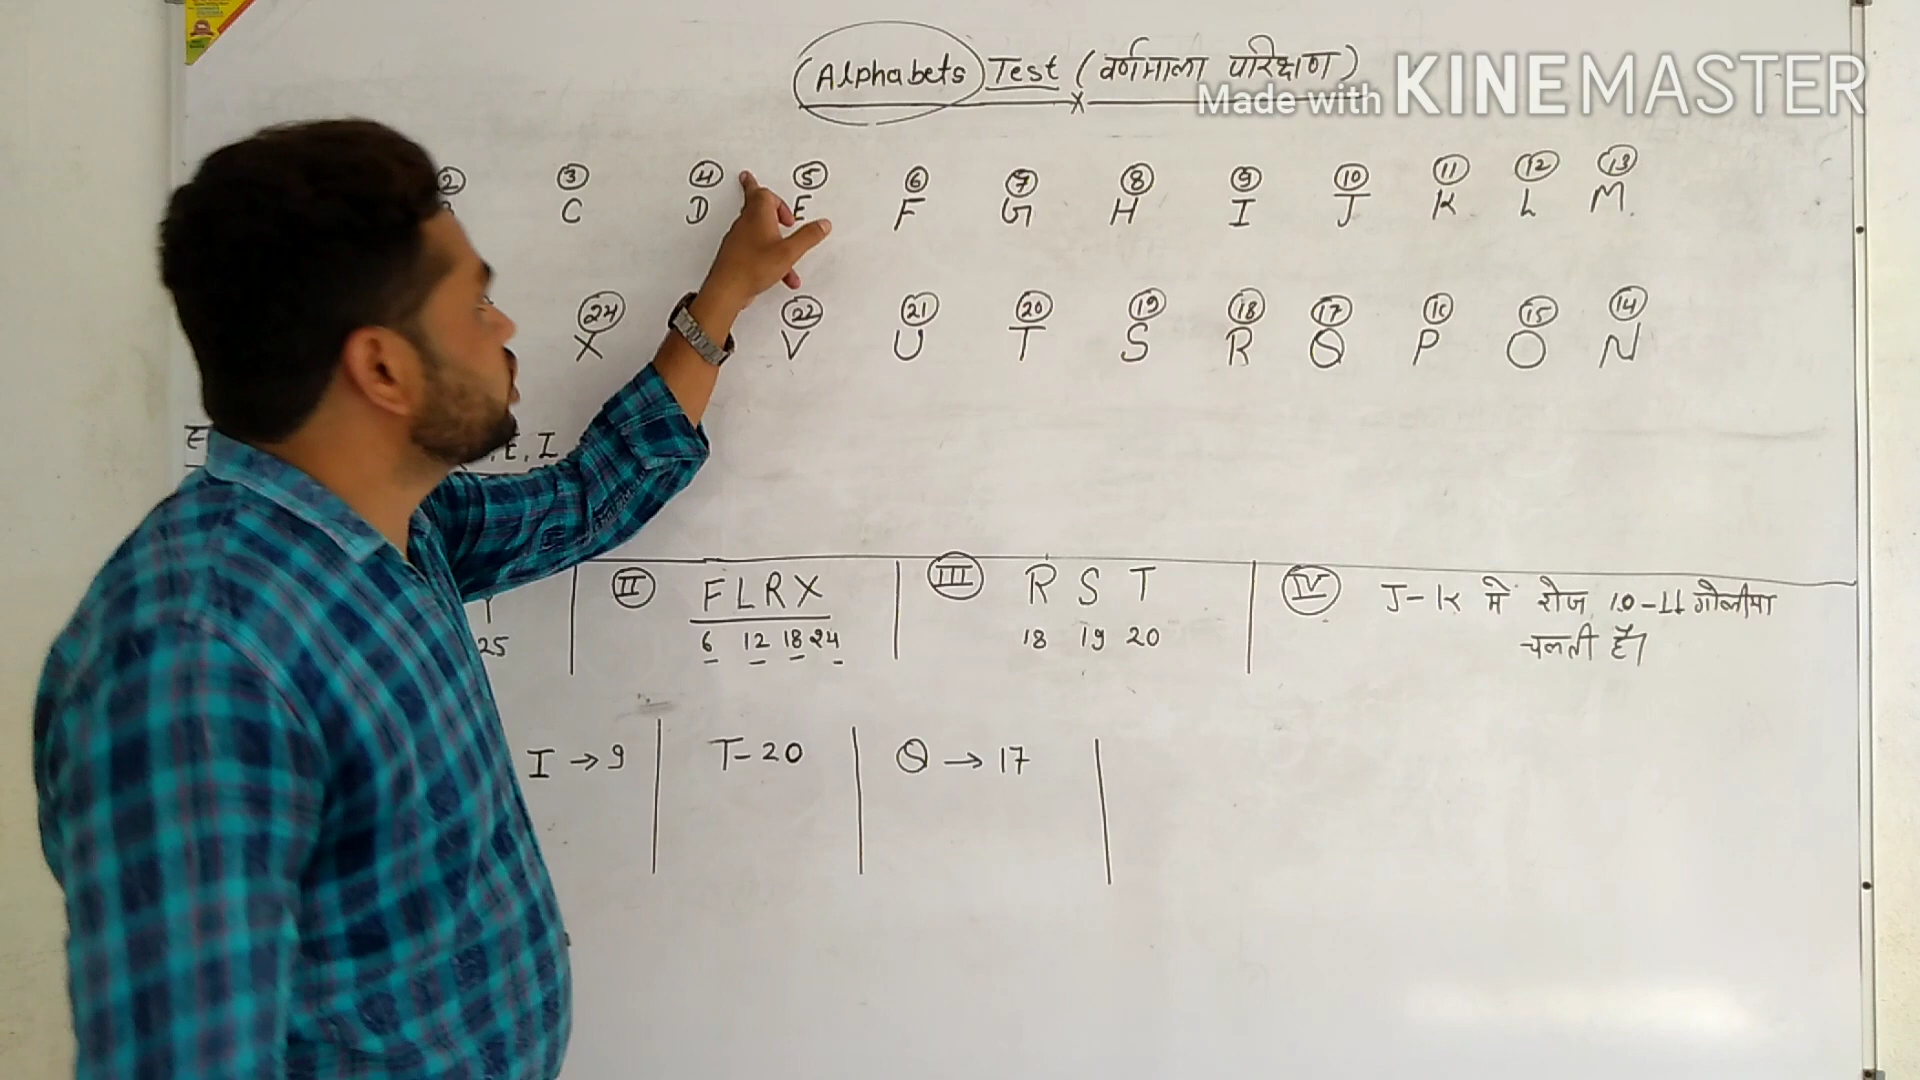 Alphabets Test (वर्णमाला परिक्षण)
Made with KINEMASTER
2 3 4 5 6 7 8 9 10 11 12 13
C D E F G H I J K L M.
24 22 21 20 19 18 17 16 15 14
X V U T S R Q P O N
E, E, I
II FLRX III R S T IV J-K में रोज 10-11 गोलीया
25 6 12 18 24 18 19 20 चलती हैं।
I → 9 T-20 Q → 17